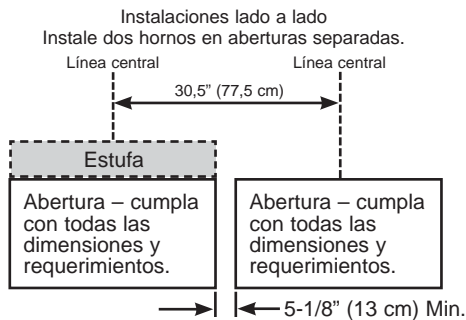 Instalaciones lado a lado
Instale dos hornos en aberturas separadas.
Línea central
Línea central
30,5" (77,5 cm)
Estufa
Abertura – cumpla
con todas las
dimensiones y
requerimientos.
Abertura – cumpla
con todas las
dimensiones y
requerimientos.
5-1/8" (13 cm) Min.